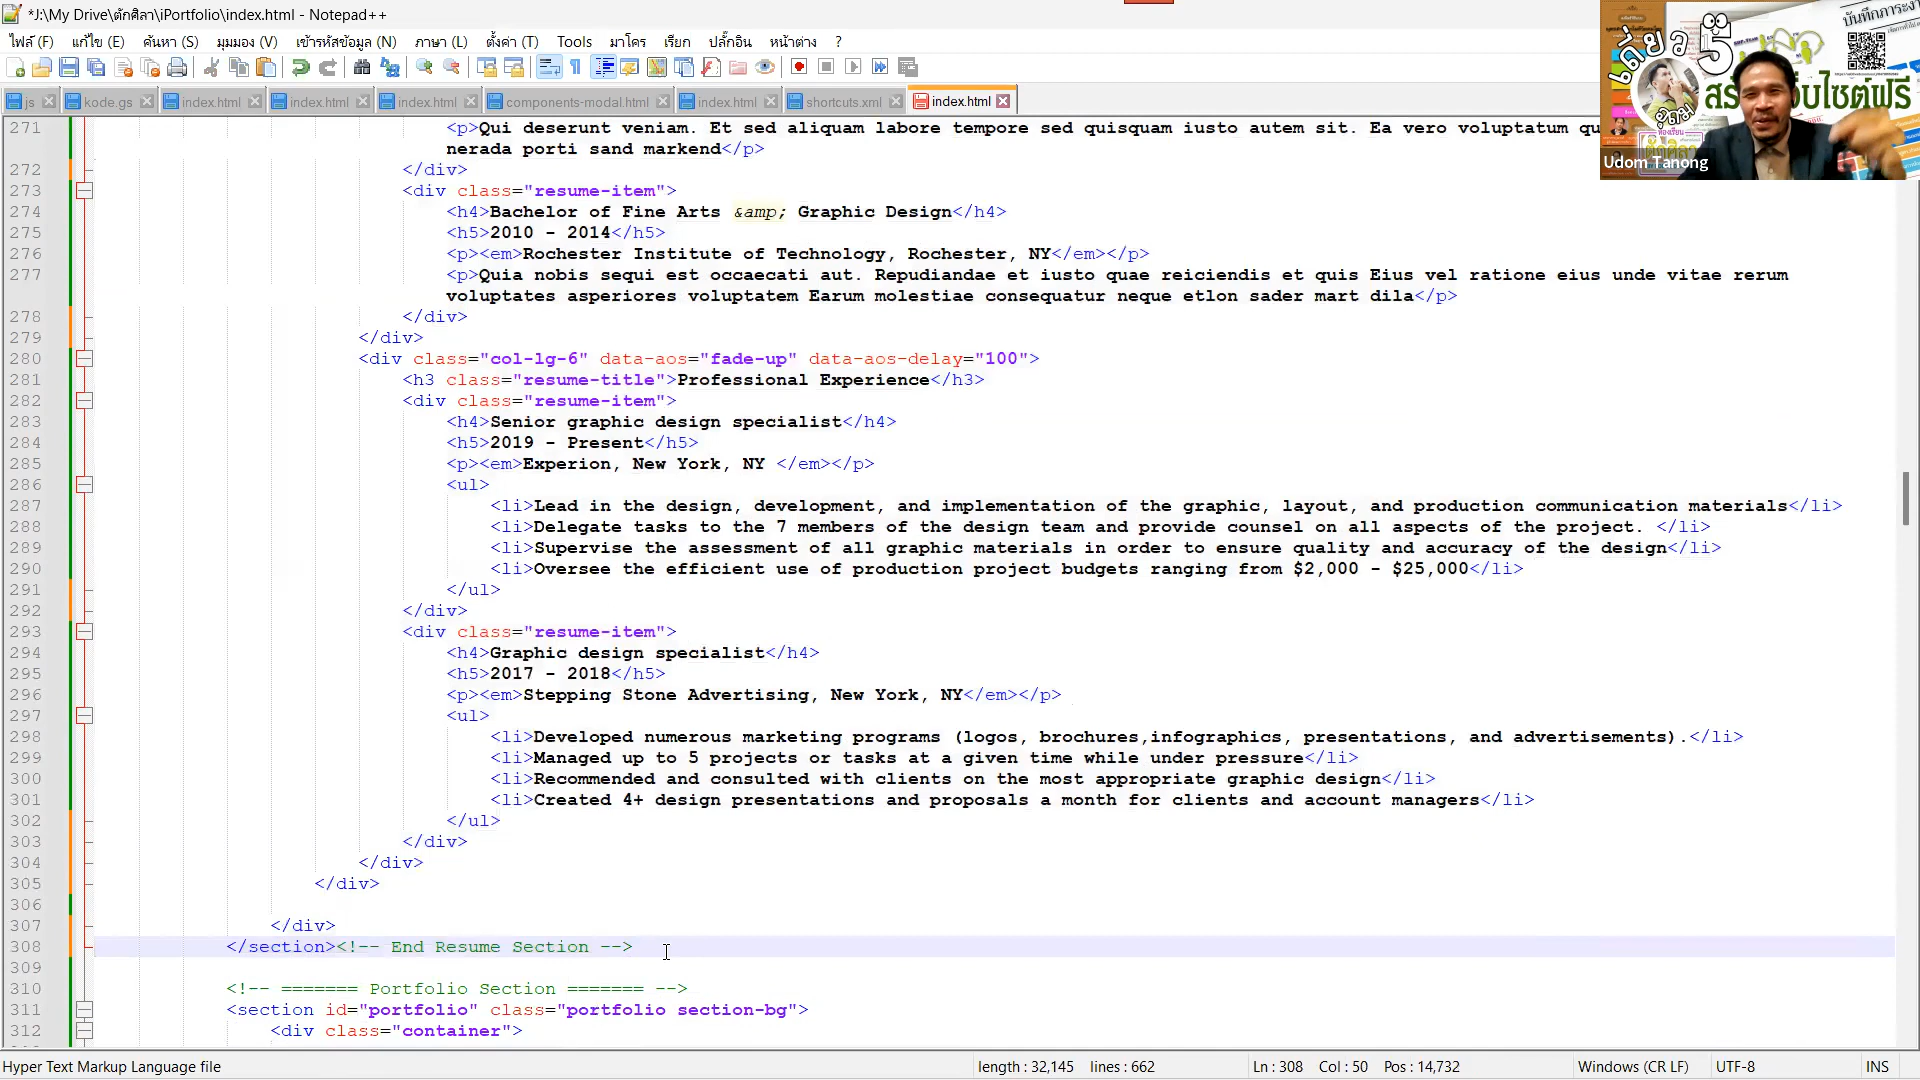 *J:\My Drive\ตักศิลา\iPortfolio\index.html - Notepad++
ไฟล์ (F) แก้ไข (E) ค้นหา (S) มุมมอง (V) เข้ารหัสข้อมูล (N) ภาษา (L) ตั้งค่า (T) Tools มาโคร เรียก ปลั๊กอิน หน้าต่าง ?
js kode.gs index.html index.html index.html components-modal.html index.html shortcuts.xml index.html
271 <p>Qui deserunt veniam. Et sed aliquam labore tempore sed quisquam iusto autem sit. Ea vero voluptatum qu
nerada porti sand markend</p>
272 </div>
273 <div class="resume-item">
274 <h4>Bachelor of Fine Arts &amp; Graphic Design</h4>
275 <h5>2010 - 2014</h5>
276 <p><em>Rochester Institute of Technology, Rochester, NY</em></p>
277 <p>Quia nobis sequi est occaecati aut. Repudiandae et iusto quae reiciendis et quis Eius vel ratione eius unde vitae rerum
voluptates asperiores voluptatem Earum molestiae consequatur neque etlon sader mart dila</p>
278 </div>
279 </div>
280 <div class="col-lg-6" data-aos="fade-up" data-aos-delay="100">
281 <h3 class="resume-title">Professional Experience</h3>
282 <div class="resume-item">
283 <h4>Senior graphic design specialist</h4>
284 <h5>2019 - Present</h5>
285 <p><em>Experion, New York, NY </em></p>
286 <ul>
287 <li>Lead in the design, development, and implementation of the graphic, layout, and production communication materials</li>
288 <li>Delegate tasks to the 7 members of the design team and provide counsel on all aspects of the project. </li>
289 <li>Supervise the assessment of all graphic materials in order to ensure quality and accuracy of the design</li>
290 <li>Oversee the efficient use of production project budgets ranging from $2,000 - $25,000</li>
291 </ul>
292 </div>
293 <div class="resume-item">
294 <h4>Graphic design specialist</h4>
295 <h5>2017 - 2018</h5>
296 <p><em>Stepping Stone Advertising, New York, NY</em></p>
297 <ul>
298 <li>Developed numerous marketing programs (logos, brochures,infographics, presentations, and advertisements).</li>
299 <li>Managed up to 5 projects or tasks at a given time while under pressure</li>
300 <li>Recommended and consulted with clients on the most appropriate graphic design</li>
301 <li>Created 4+ design presentations and proposals a month for clients and account managers</li>
302 </ul>
303 </div>
304 </div>
305 </div>
306
307 </div>
308 </section><!-- End Resume Section -->
309
310 <!-- ======= Portfolio Section ======= -->
311 <section id="portfolio" class="portfolio section-bg">
312 <div class="container">
Hyper Text Markup Language file length : 32,145 lines : 662 Ln : 308 Col : 50 Pos : 14,732 Windows (CR LF) UTF-8 INS
บันทึกภาระงา
เดี่ยว 5
Udom Tanong